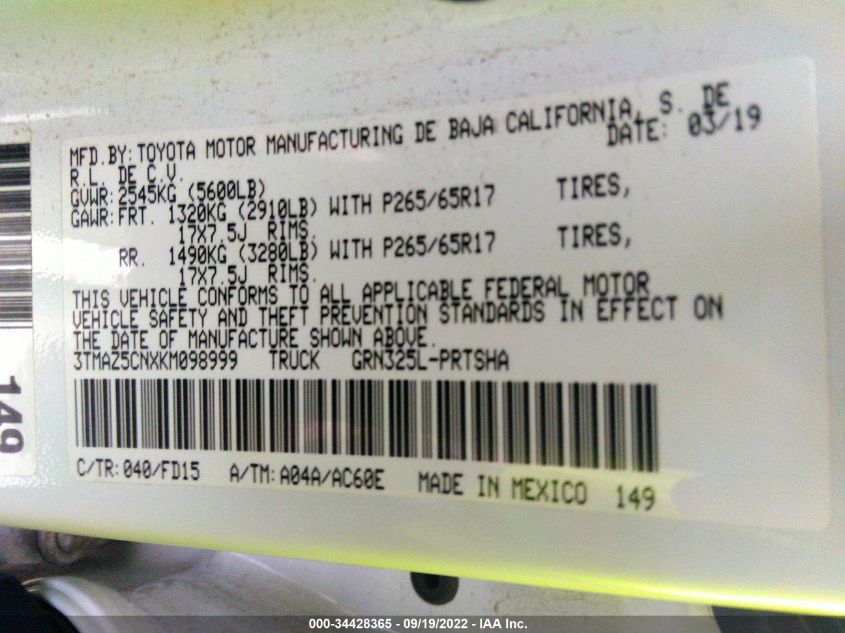 MFD.BY:TOYOTA MOTOR MANUFACTURING DE BAJA CALIFORNIA, S. DE
R.L. DE C.V. DATE: 03/19
GVWR:2545KG (5600LB)
GAWR:FRT. 1320KG (2910LB) WITH P265/65R17 TIRES,
17X7.5J RIMS.
RR. 1490KG (3280LB) WITH P265/65R17 TIRES,
17X7.5J RIMS.
THIS VEHICLE CONFORMS TO ALL APPLICABLE FEDERAL MOTOR
VEHICLE SAFETY AND THEFT PREVENTION STANDARDS IN EFFECT ON
THE DATE OF MANUFACTURE SHOWN ABOVE.
3TMAZ5CNXKM098999 TRUCK GRN325L-PRTSHA
C/TR:040/FD15 A/TM:A04A/AC60E MADE IN MEXICO 149
149
000-34428365 - 09/19/2022 - IAA Inc.